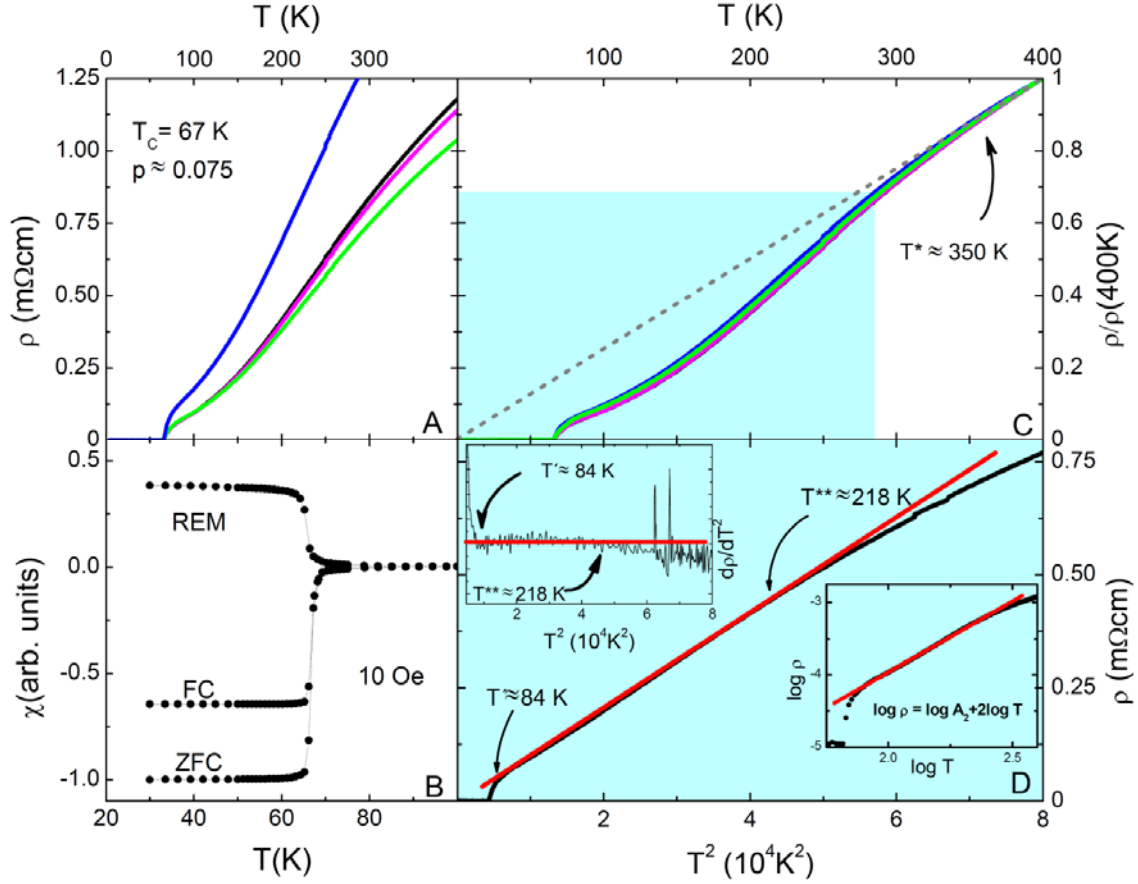 T (K)
T (K)
0 100 200 300
100 200 300 400
1.25
1.00
0.75
0.50
0.25
0
ρ (mΩcm)
T_C = 67 K
p ≈ 0.075
A
1
0.8
0.6
0.4
0.2
0
ρ/ρ(400K)
T* ≈ 350 K
C
0.5
0.0
-0.5
-1.0
χ(arb. units)
REM
FC
ZFC
10 Oe
B
20 40 60 80 100 120
T(K)
T´≈ 84 K
T**≈218 K
dρ/dT²
2 4 6 8
T² (10⁴K²)
T**≈218 K
T´≈84 K
-3
-4
-5
log ρ
log ρ = log A₂+2log T
2.0 2.5
log T
0.75
0.50
0.25
0
ρ (mΩcm)
D
2 4 6 8
T² (10⁴K²)